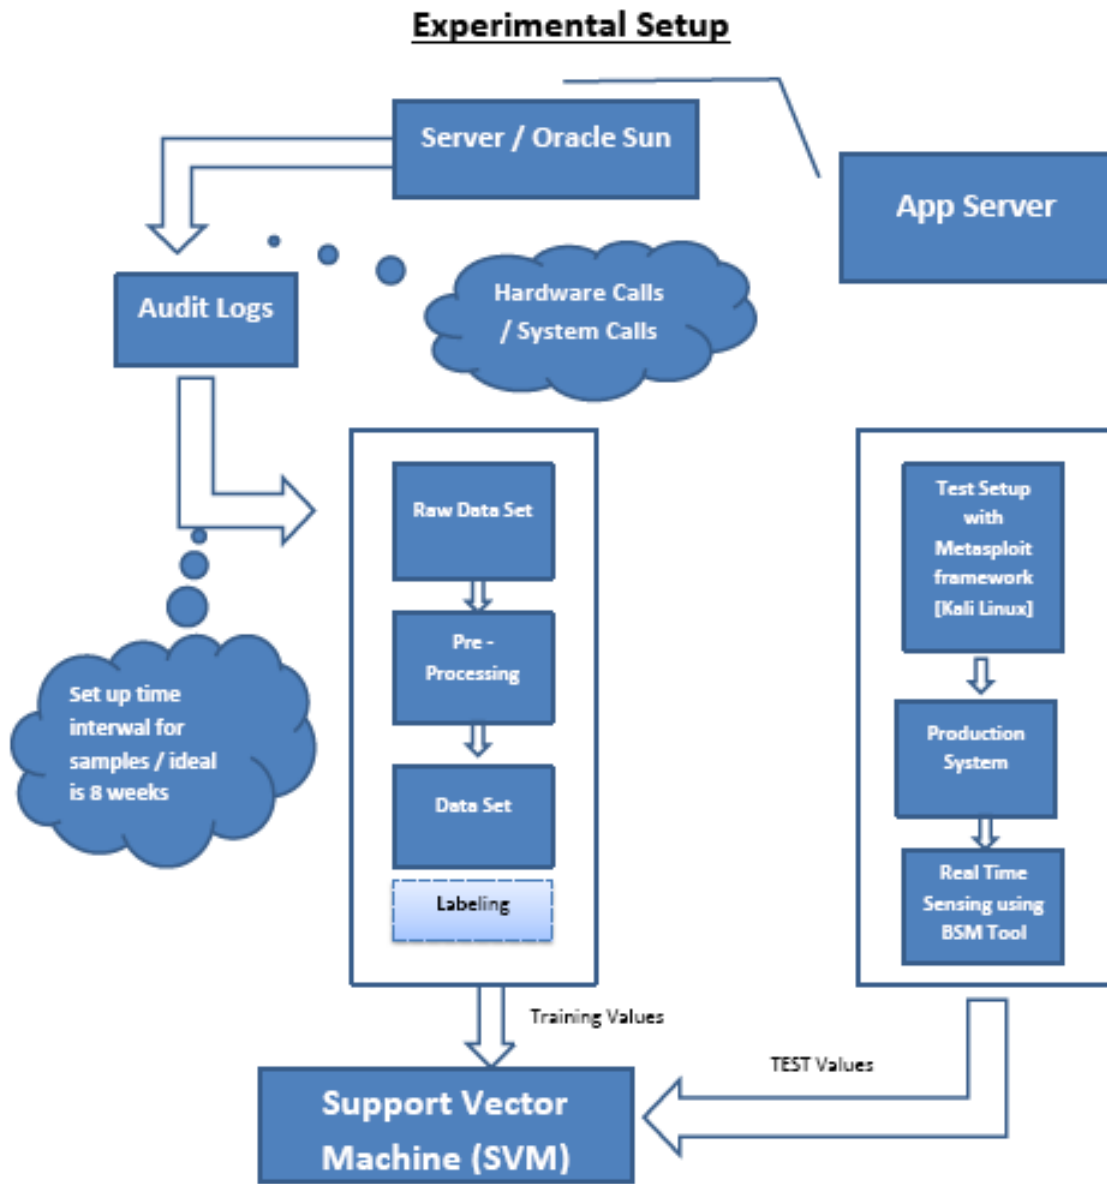 Experimental Setup
Server / Oracle Sun
App Server
Audit Logs
Hardware Calls
/ System Calls
Raw Data Set
Pre -
Processing
Data Set
Labeling
Set up time
interwal for
samples / ideal
is 8 weeks
Test Setup
with
Metasploit
framework
[Kali Linux]
Production
System
Real Time
Sensing using
BSM Tool
Training Values
TEST Values
Support Vector
Machine (SVM)